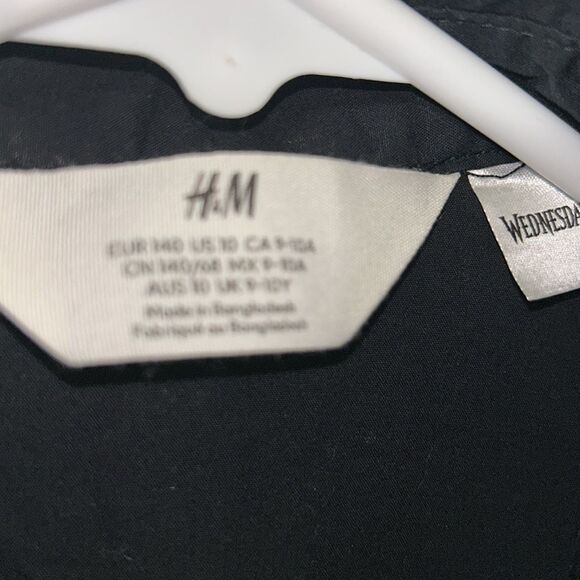 H&M
EUR 140 US 10 CA 9-10A
CN 140/68 MX 9-10A
AUS 10 UK 9-10Y
Made in Bangladesh
Fabriqué au Bangladesh
WEDNESDA